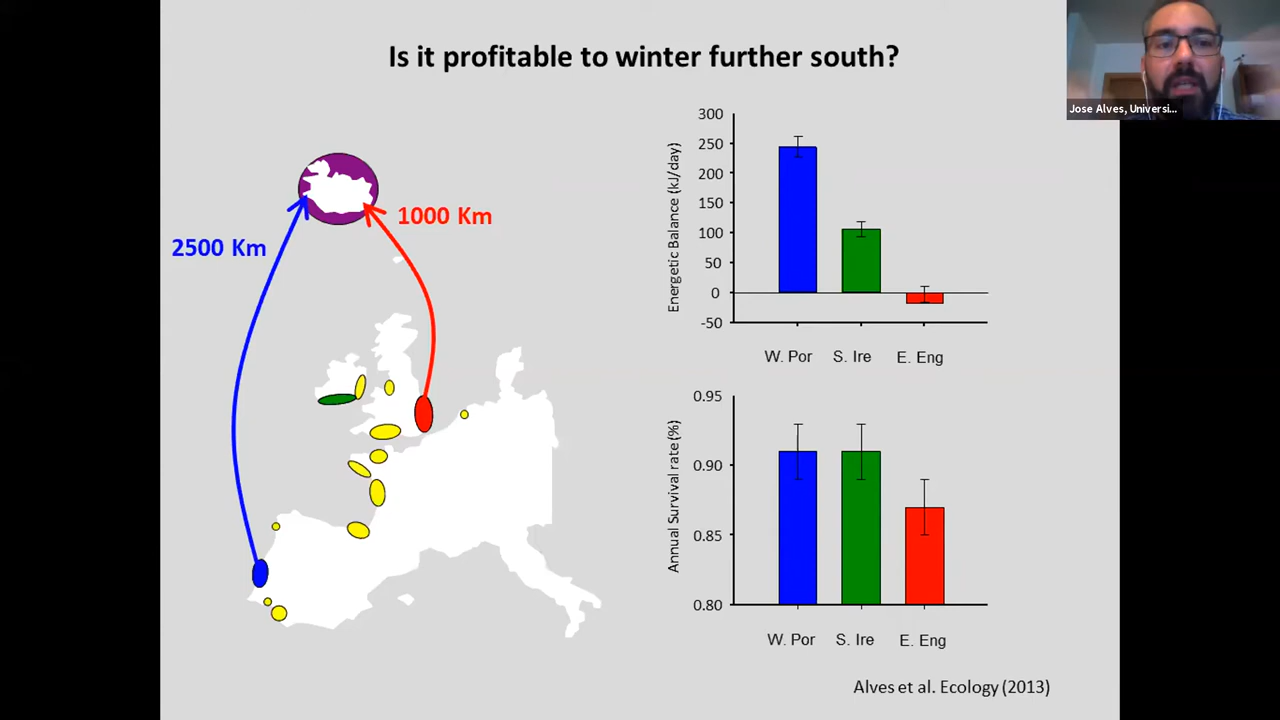 Is it profitable to winter further south?
Jose Alves, Universi...
1000 Km
2500 Km
Energetic Balance (kJ/day)
300
250
200
150
100
50
0
-50
W. Por S. Ire E. Eng
Annual Survival rate (%)
0.95
0.90
0.85
0.80
W. Por S. Ire E. Eng
Alves et al. Ecology (2013)